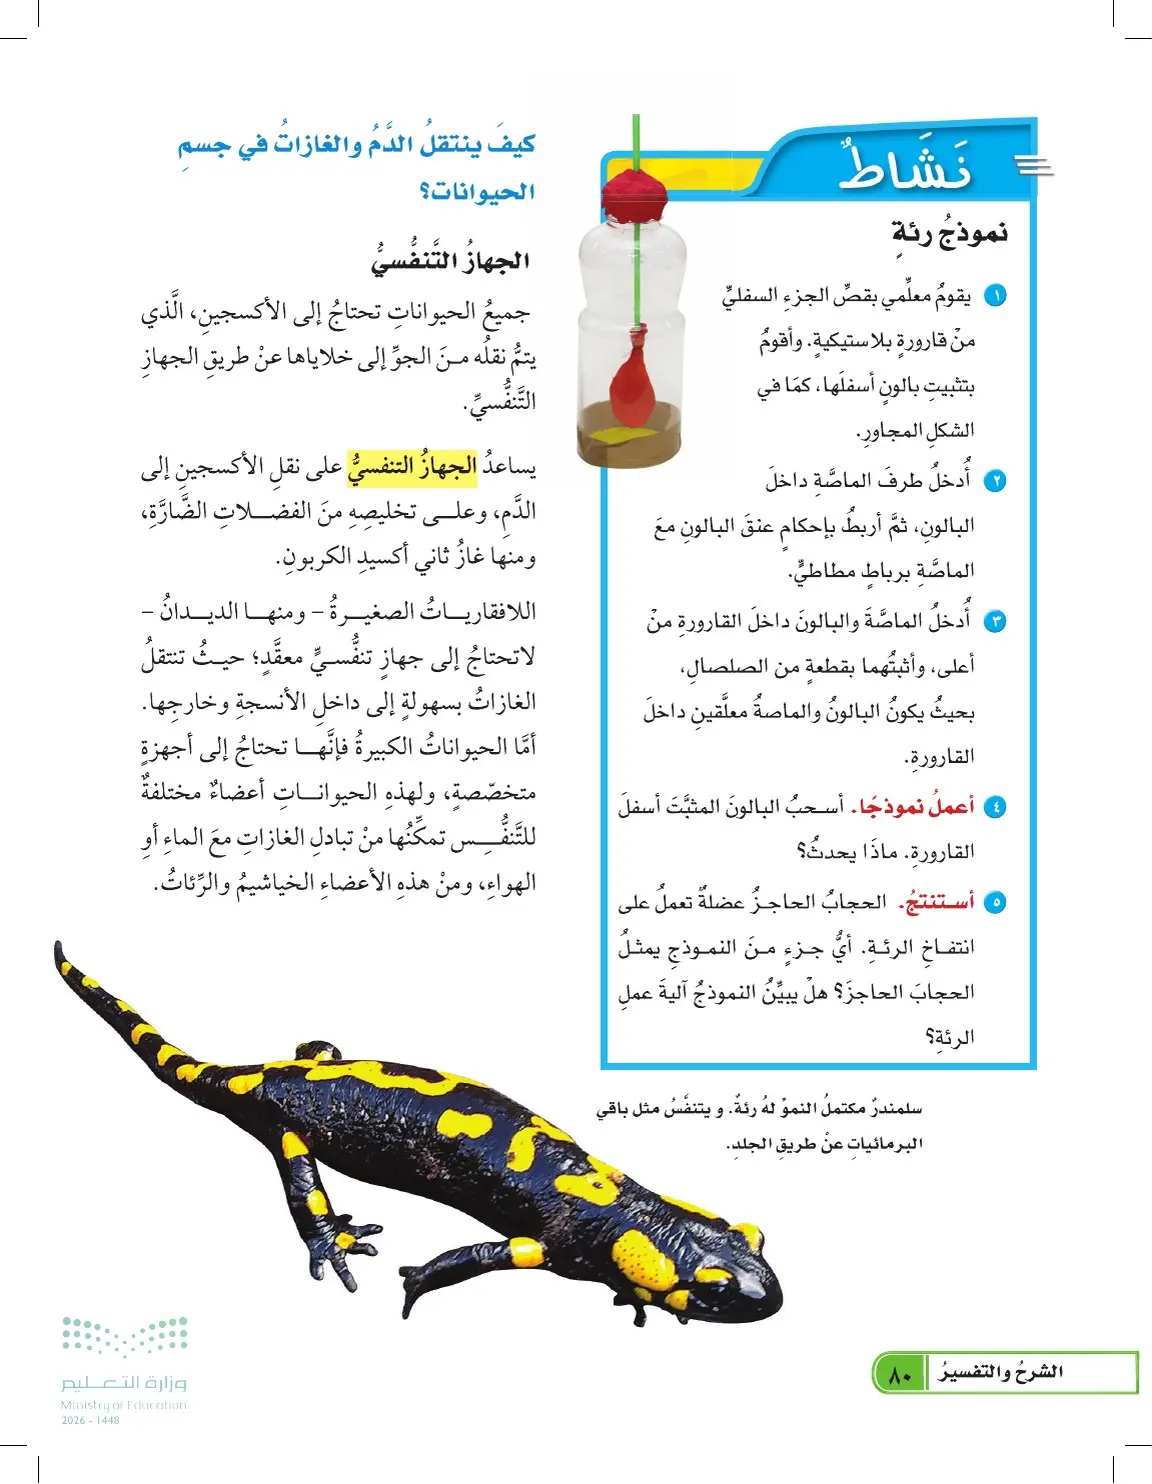 نَشَاطٌ
نموذجُ رئةٍ
١ يقومُ معلِّمي بقصِّ الجزءِ السفليِّ
منْ قارورةٍ بلاستيكيةٍ. وأقومُ
بتثبيتِ بالونٍ أسفلَها، كمَا في
الشكلِ المجاورِ.
٢ أُدخلُ طرفَ الماصَّةِ داخلَ
البالونِ، ثمَّ أربطُ بإحكامٍ عنقَ البالونِ معَ
الماصَّةِ برباطٍ مطاطيٍّ.
٣ أُدخلُ الماصَّةَ والبالونَ داخلَ القارورةِ منْ
أعلى، وأثبتُهما بقطعةٍ من الصلصالِ،
بحيثُ يكونُ البالونُ والماصةُ معلَّقينِ داخلَ
القارورةِ.
٤ أعملُ نموذجًا. أسحبُ البالونَ المثبَّتَ أسفلَ
القارورةِ. ماذَا يحدثُ؟
٥ أستنتجُ. الحجابُ الحاجزُ عضلةٌ تعملُ على
انتفاخِ الرئةِ. أيُّ جزءٍ منَ النموذجِ يمثلُ
الحجابَ الحاجزَ؟ هلْ يبيِّنُ النموذجُ آليةَ عملِ
الرئةِ؟
سلمندرٌ مكتملُ النموِّ لهُ رئةٌ. و يتنفَّسُ مثل باقي
البرمائياتِ عنْ طريقِ الجلدِ.
كيفَ ينتقلُ الدَّمُ والغازاتُ في جسمِ
الحيوانات؟
الجهازُ التَّنفُّسيُّ
جميعُ الحيواناتِ تحتاجُ إلى الأكسجينِ، الَّذي
يتمُّ نقلُه منَ الجوِّ إلى خلاياها عنْ طريقِ الجهازِ
التَّنفُّسيِّ.
يساعدُ الجهازُ التنفسيُّ على نقلِ الأكسجينِ إلى
الدَّمِ، وعلى تخليصِهِ منَ الفضلاتِ الضَّارَّةِ،
ومنها غازُ ثاني أكسيدِ الكربونِ.
اللافقارياتُ الصغيرةُ – ومنها الديدانُ –
لاتحتاجُ إلى جهازٍ تنفُّسيٍّ معقَّدٍ؛ حيثُ تنتقلُ
الغازاتُ بسهولةٍ إلى داخلِ الأنسجةِ وخارجِها.
أمَّا الحيواناتُ الكبيرةُ فإنَّها تحتاجُ إلى أجهزةٍ
متخصّصةٍ، ولهذهِ الحيواناتِ أعضاءٌ مختلفةٌ
للتَّنفُّسِ تمكِّنُها منْ تبادلِ الغازاتِ معَ الماءِ أوِ
الهواءِ، ومنْ هذهِ الأعضاءِ الخياشيمُ والرِّئاتُ.
وزارة التعليم
Ministry of Education
2026 - 1448
٨٠ الشرحُ والتفسيرُ